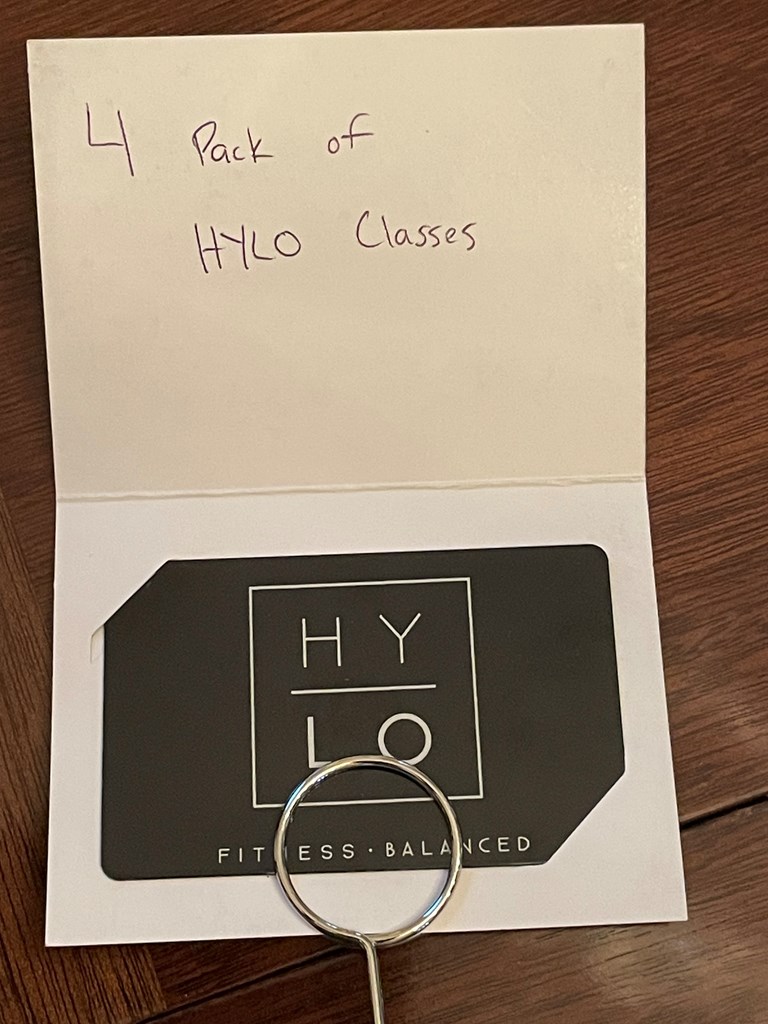 4 Pack of
HYLO Classes
HY
LO
FITNESS · BALANCED